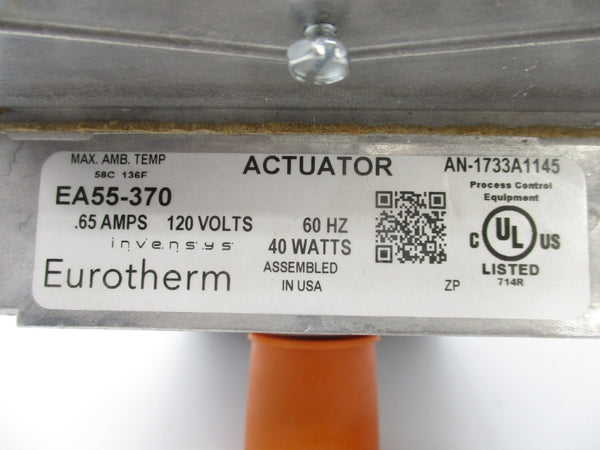 MAX. AMB. TEMP
58C 136F
ACTUATOR
AN-1733A1145
EA55-370
.65 AMPS 120 VOLTS 60 HZ
40 WATTS
invensys
Eurotherm
ASSEMBLED
IN USA
Process Control
Equipment
C UL US
LISTED
714R
ZP